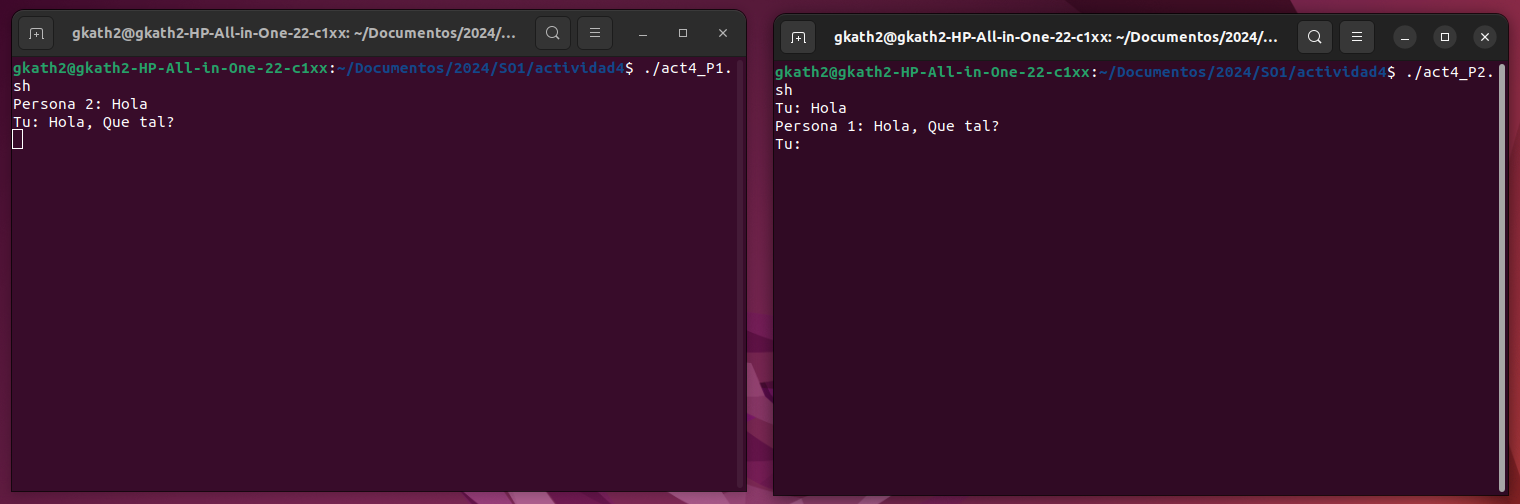 gkath2@gkath2-HP-All-in-One-22-c1xx: ~/Documentos/2024/...
gkath2@gkath2-HP-All-in-One-22-c1xx:~/Documentos/2024/SO1/actividad4$ ./act4_P1.
sh
Persona 2: Hola
Tu: Hola, Que tal?
gkath2@gkath2-HP-All-in-One-22-c1xx: ~/Documentos/2024/...
gkath2@gkath2-HP-All-in-One-22-c1xx:~/Documentos/2024/SO1/actividad4$ ./act4_P2.
sh
Tu: Hola
Persona 1: Hola, Que tal?
Tu: